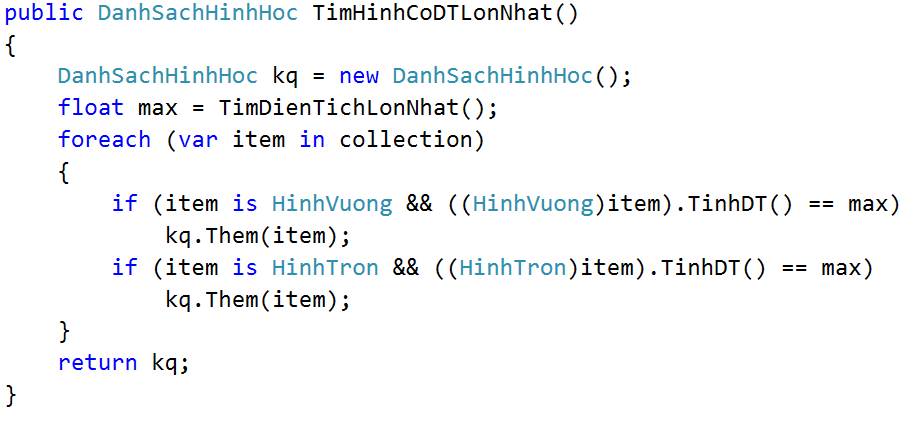 public DanhSachHinhHoc TimHinhCoDTLonNhat()
{
    DanhSachHinhHoc kq = new DanhSachHinhHoc();
    float max = TimDienTichLonNhat();
    foreach (var item in collection)
    {
        if (item is HinhVuong && ((HinhVuong)item).TinhDT() == max)
            kq.Them(item);
        if (item is HinhTron && ((HinhTron)item).TinhDT() == max)
            kq.Them(item);
    }
    return kq;
}